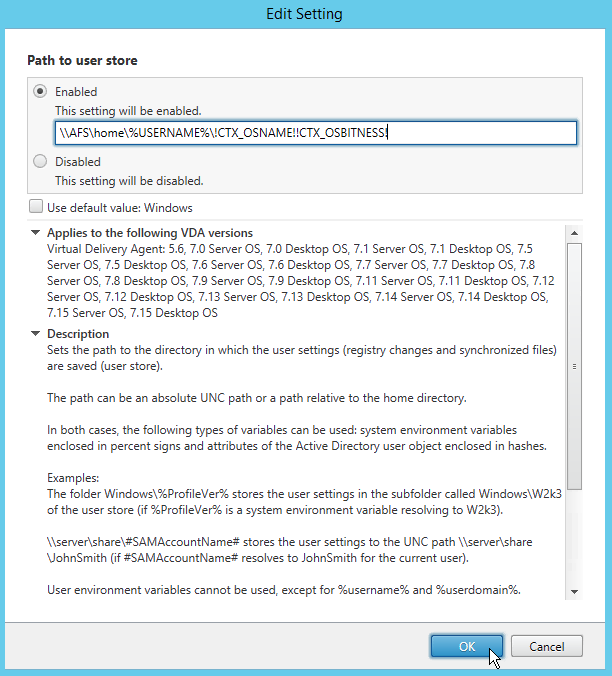 Edit Setting
Path to user store
Enabled
This setting will be enabled.
\\AFS\home\%USERNAME%\!CTX_OSNAME!!CTX_OSBITNESS!
Disabled
This setting will be disabled.
Use default value: Windows
Applies to the following VDA versions
Virtual Delivery Agent: 5.6, 7.0 Server OS, 7.0 Desktop OS, 7.1 Server OS, 7.1 Desktop OS, 7.5
Server OS, 7.5 Desktop OS, 7.6 Server OS, 7.6 Desktop OS, 7.7 Server OS, 7.7 Desktop OS, 7.8
Server OS, 7.8 Desktop OS, 7.9 Server OS, 7.9 Desktop OS, 7.11 Server OS, 7.11 Desktop OS, 7.12
Server OS, 7.12 Desktop OS, 7.13 Server OS, 7.13 Desktop OS, 7.14 Server OS, 7.14 Desktop OS,
7.15 Server OS, 7.15 Desktop OS
Description
Sets the path to the directory in which the user settings (registry changes and synchronized files)
are saved (user store).
The path can be an absolute UNC path or a path relative to the home directory.
In both cases, the following types of variables can be used: system environment variables
enclosed in percent signs and attributes of the Active Directory user object enclosed in hashes.
Examples:
The folder Windows\%ProfileVer% stores the user settings in the subfolder called Windows\W2k3
of the user store (if %ProfileVer% is a system environment variable resolving to W2k3).
\\server\share\#SAMAccountName# stores the user settings to the UNC path \\server\share
\JohnSmith (if #SAMAccountName# resolves to JohnSmith for the current user).
User environment variables cannot be used, except for %username% and %userdomain%.
OK
Cancel